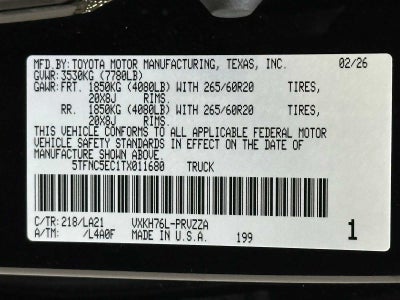 MFD.BY: TOYOTA MOTOR MANUFACTURING, TEXAS, INC. 02/26
GVWR:3530KG (7780LB)
GAWR:FRT. 1850KG (4080LB) WITH 265/60R20 TIRES,
20X8J RIMS.
RR. 1850KG (4080LB) WITH 265/60R20 TIRES,
20X8J RIMS.
THIS VEHICLE CONFORMS TO ALL APPLICABLE FEDERAL MOTOR
VEHICLE SAFETY STANDARDS IN EFFECT ON THE DATE OF
MANUFACTURE SHOWN ABOVE.
5TFNC5EC1TX011680 TRUCK
C/TR:218/LA21 VXKH76L-PRVZZA
A/TM: /L4A0F MADE IN U.S.A. 199 1